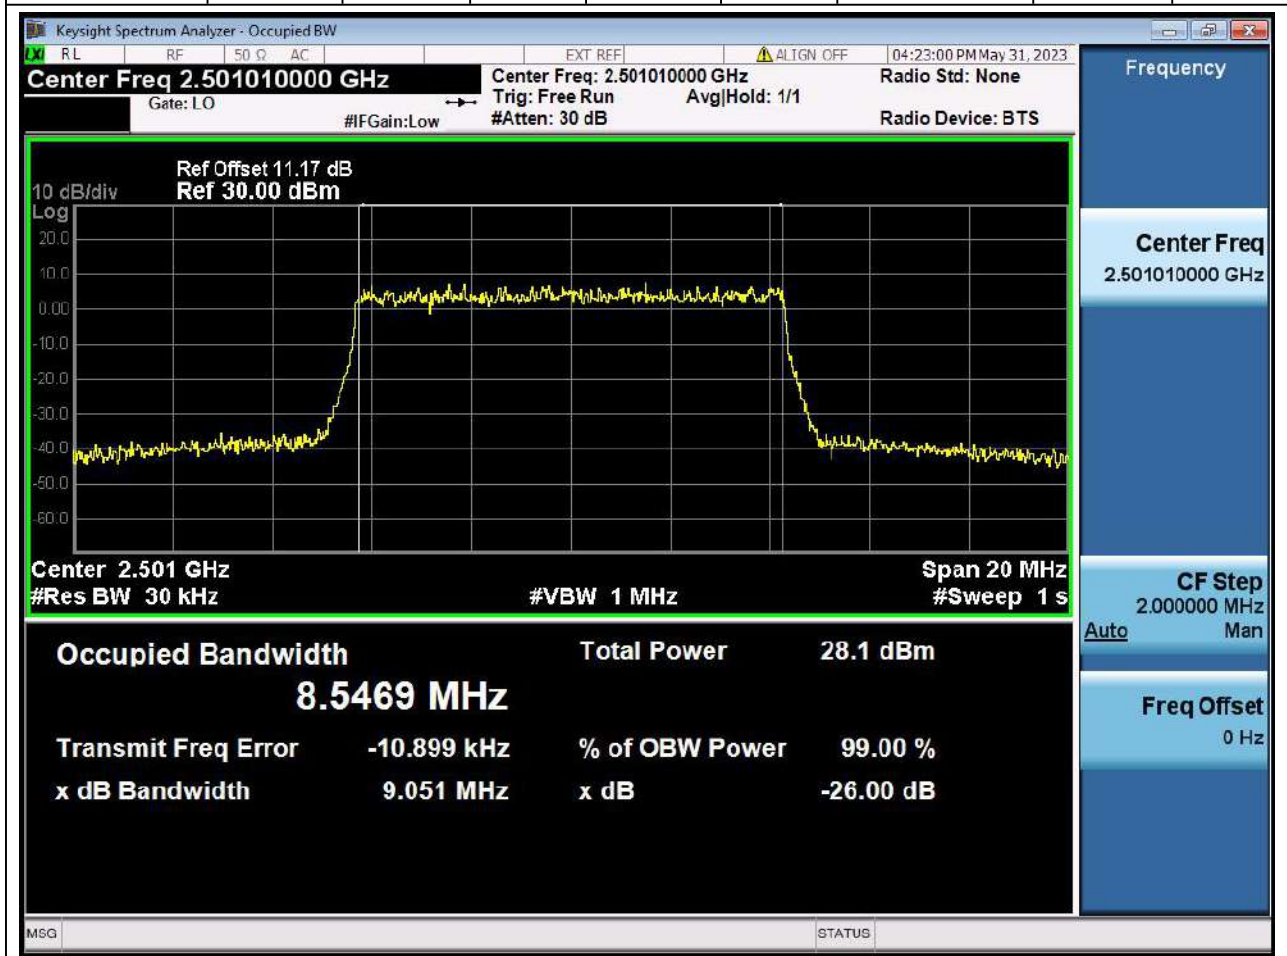 Keysight Spectrum Analyzer - Occupied BW
LXI RL RF 50 Ω AC EXT REF ALIGN OFF 04:23:00 PM May 31, 2023
Center Freq 2.501010000 GHz
Gate: LO
#IFGain:Low
Center Freq: 2.501010000 GHz
Trig: Free Run Avg|Hold: 1/1
#Atten: 30 dB
Radio Std: None
Radio Device: BTS
Ref Offset 11.17 dB
10 dB/div Ref 30.00 dBm
Log
20.0
10.0
0.00
-10.0
-20.0
-30.0
-40.0
-50.0
-60.0
Center 2.501 GHz Span 20 MHz
#Res BW 30 kHz #VBW 1 MHz #Sweep 1 s
Occupied Bandwidth Total Power 28.1 dBm
8.5469 MHz
Transmit Freq Error -10.899 kHz % of OBW Power 99.00 %
x dB Bandwidth 9.051 MHz x dB -26.00 dB
Frequency
Center Freq
2.501010000 GHz
CF Step
2.000000 MHz
Auto Man
Freq Offset
0 Hz
MSG STATUS